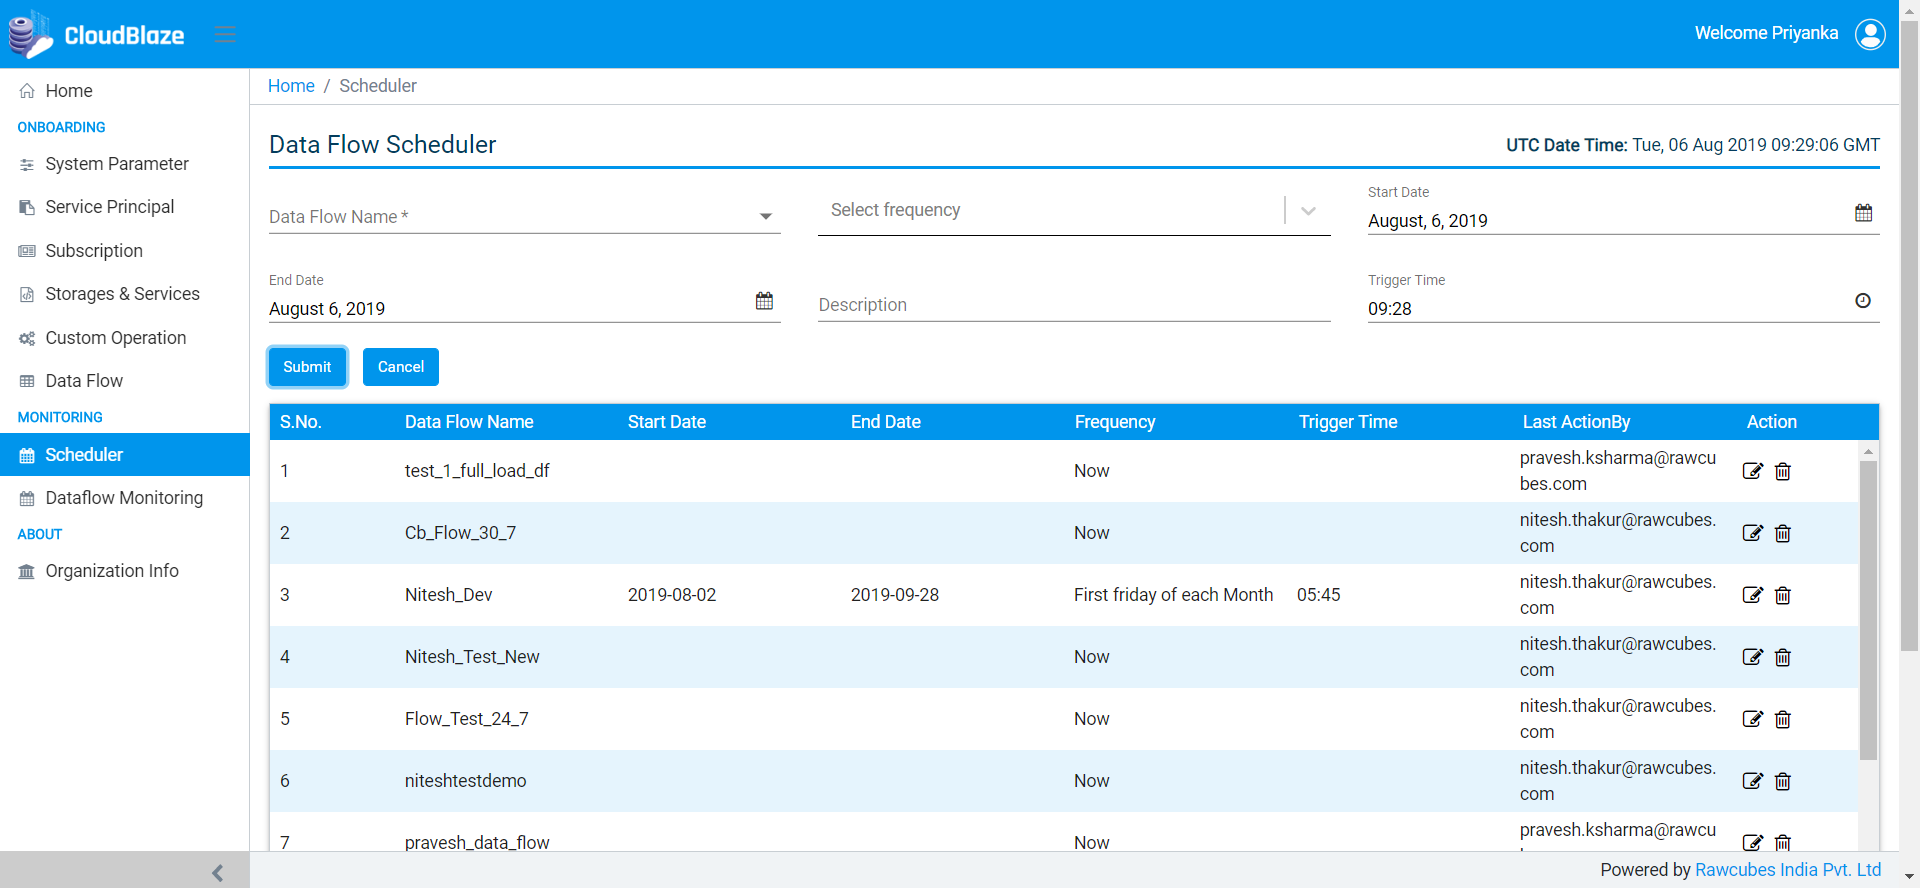 CloudBlaze
Welcome Priyanka
Home
ONBOARDING
System Parameter
Service Principal
Subscription
Storages & Services
Custom Operation
Data Flow
MONITORING
Scheduler
Dataflow Monitoring
ABOUT
Organization Info
Home / Scheduler
Data Flow Scheduler
UTC Date Time: Tue, 06 Aug 2019 09:29:06 GMT
Data Flow Name *
Select frequency
Start Date
August, 6, 2019
End Date
August 6, 2019
Description
Trigger Time
09:28
Submit Cancel
S.No. Data Flow Name Start Date End Date Frequency Trigger Time Last ActionBy Action
1 test_1_full_load_df Now pravesh.ksharma@rawcu
bes.com
2 Cb_Flow_30_7 Now nitesh.thakur@rawcubes.
com
3 Nitesh_Dev 2019-08-02 2019-09-28 First friday of each Month 05:45 nitesh.thakur@rawcubes.
com
4 Nitesh_Test_New Now nitesh.thakur@rawcubes.
com
5 Flow_Test_24_7 Now nitesh.thakur@rawcubes.
com
6 niteshtestdemo Now nitesh.thakur@rawcubes.
com
7 pravesh_data_flow Now pravesh.ksharma@rawcu
Powered by Rawcubes India Pvt. Ltd